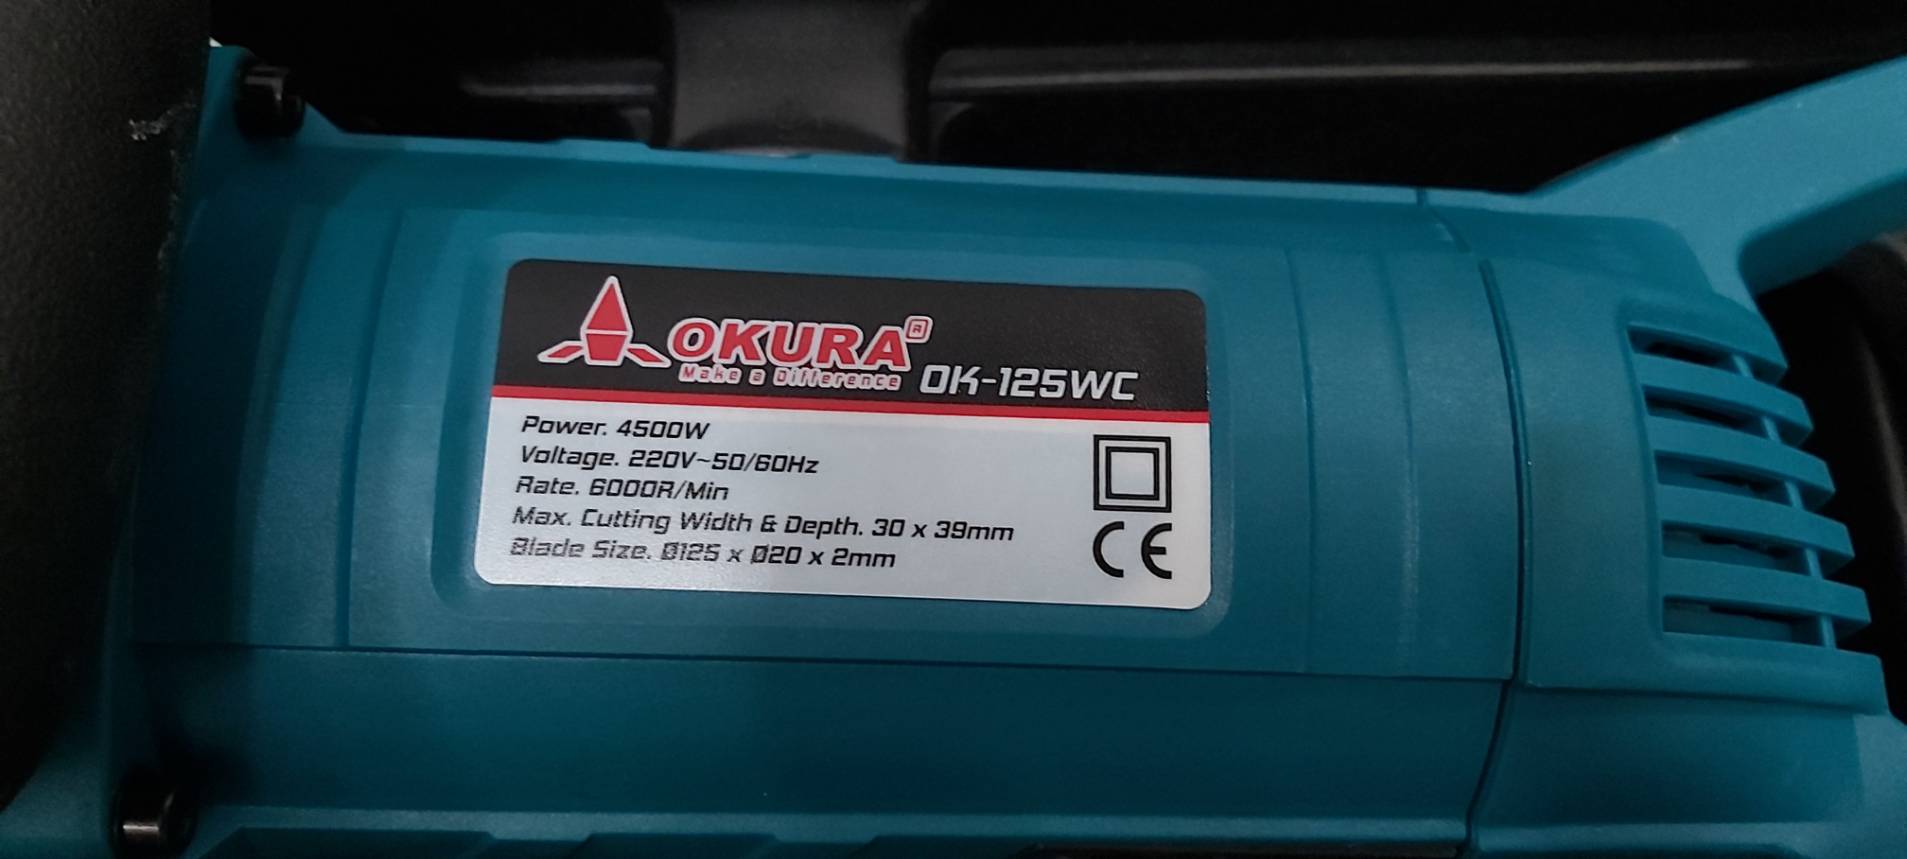 OKURA®
Make a Difference
OK-125WC
Power. 4500W
Voltage. 220V~50/60Hz
Rate. 6000R/Min
Max. Cutting Width & Depth. 30 x 39mm
Blade Size. Ø125 x Ø20 x 2mm
CE